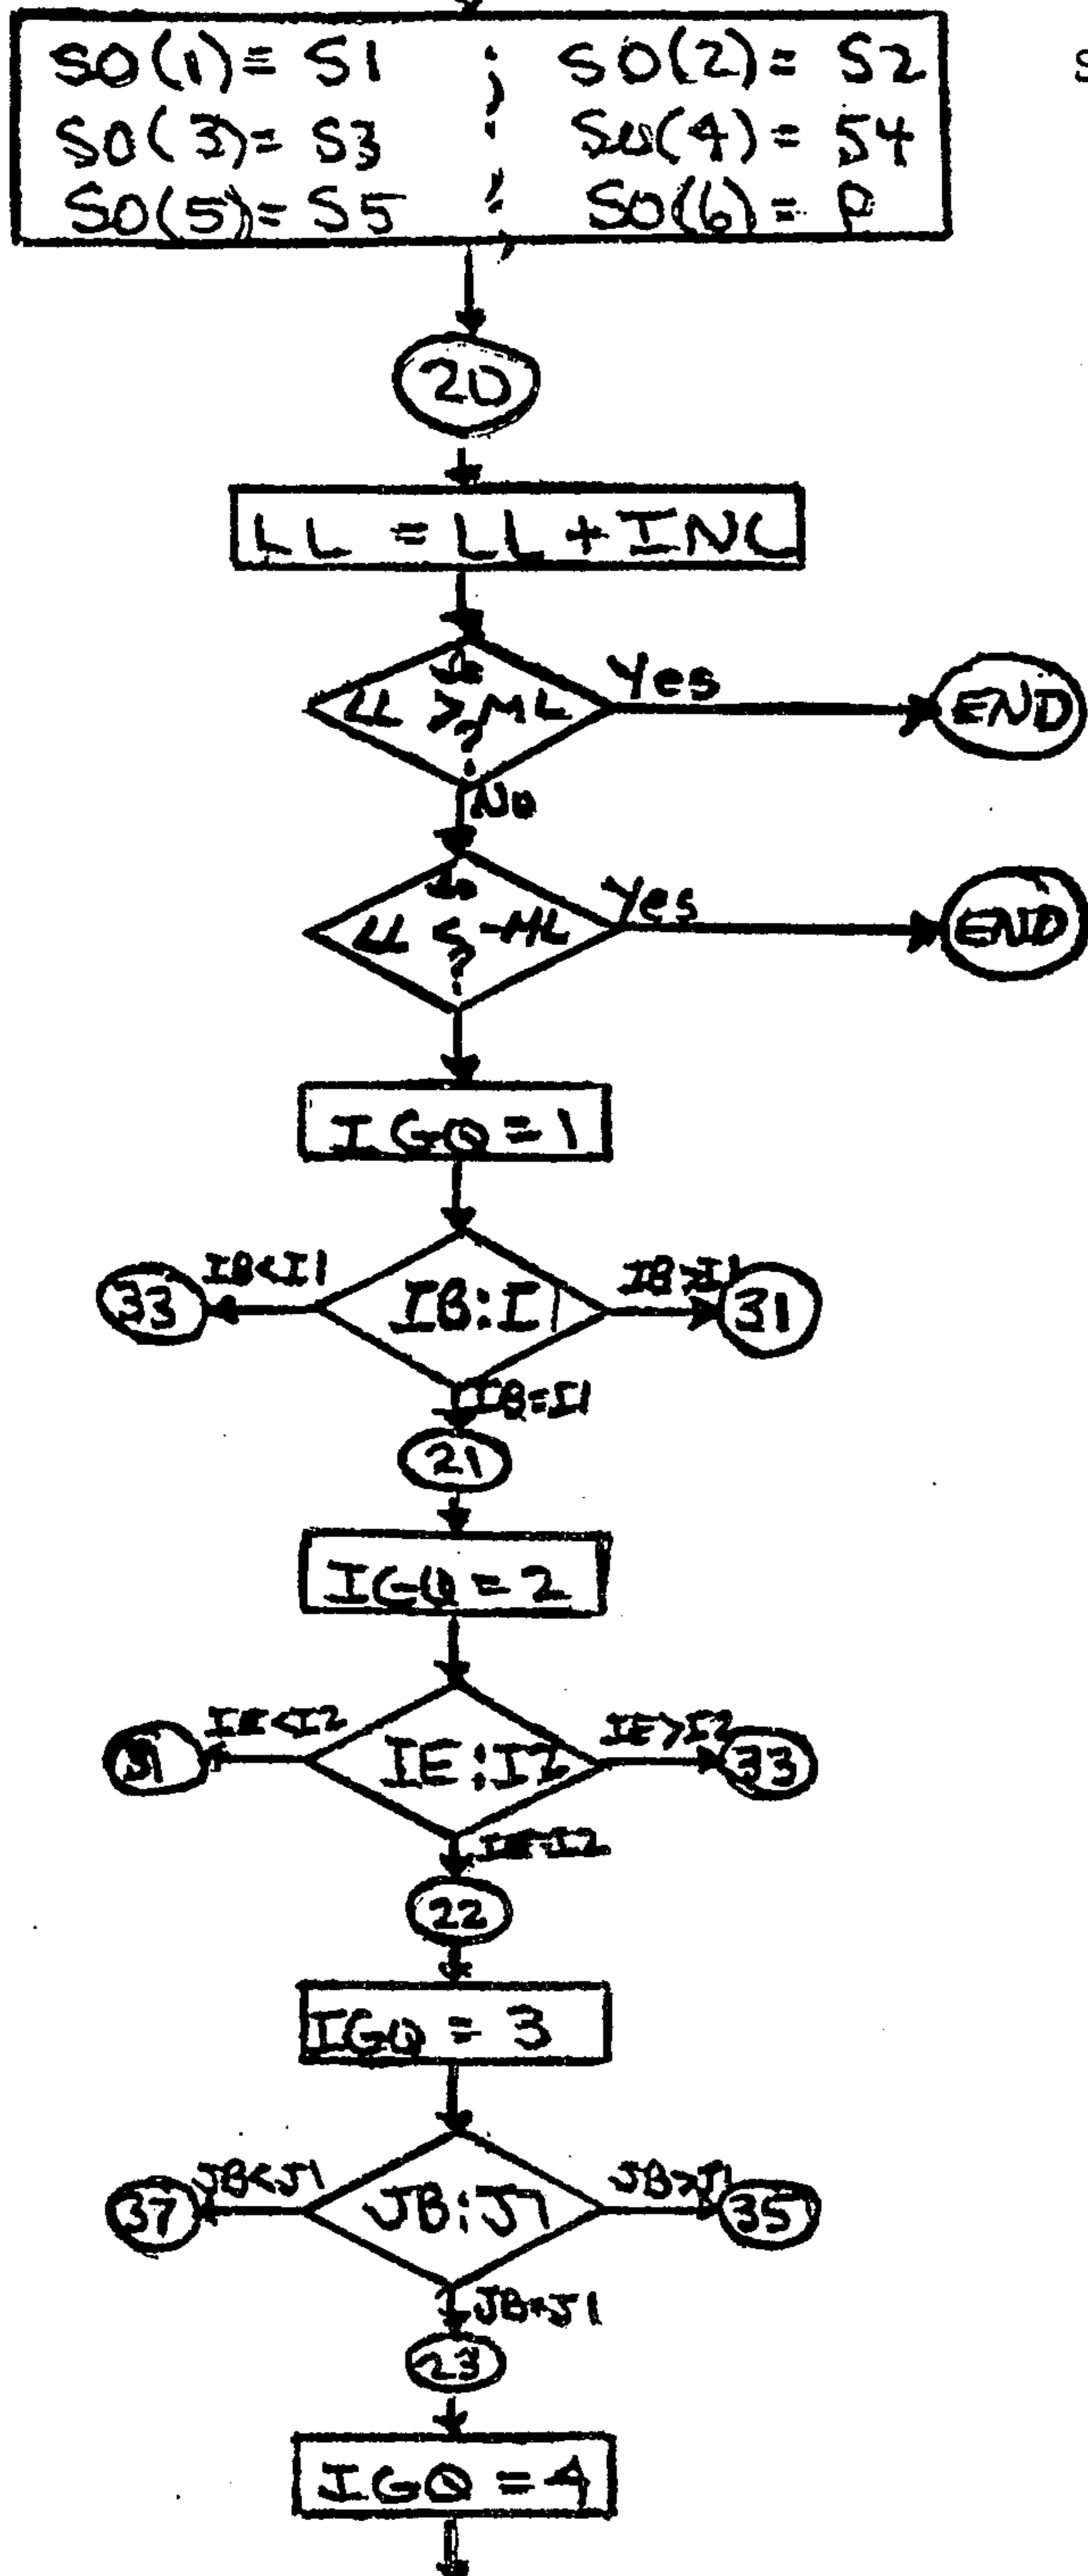 SO(1) = S1 ; SO(2) = S2
SO(3) = S3 ; SO(4) = S4
SO(5) = S5 ; SO(6) = P
S
20
LL = LL + INC
Is
LL > ML
?
Yes
END
No
Is
LL < -ML
?
Yes
END
IGO = 1
IB<I1
IB>I1
33
IB:I1
31
IB=I1
21
IGO = 2
IE<I2
IE>I2
31
IE:I2
33
IE=I2
22
IGO = 3
JB<J1
JB>J1
37
JB:J1
35
JB=J1
23
IGO = 4